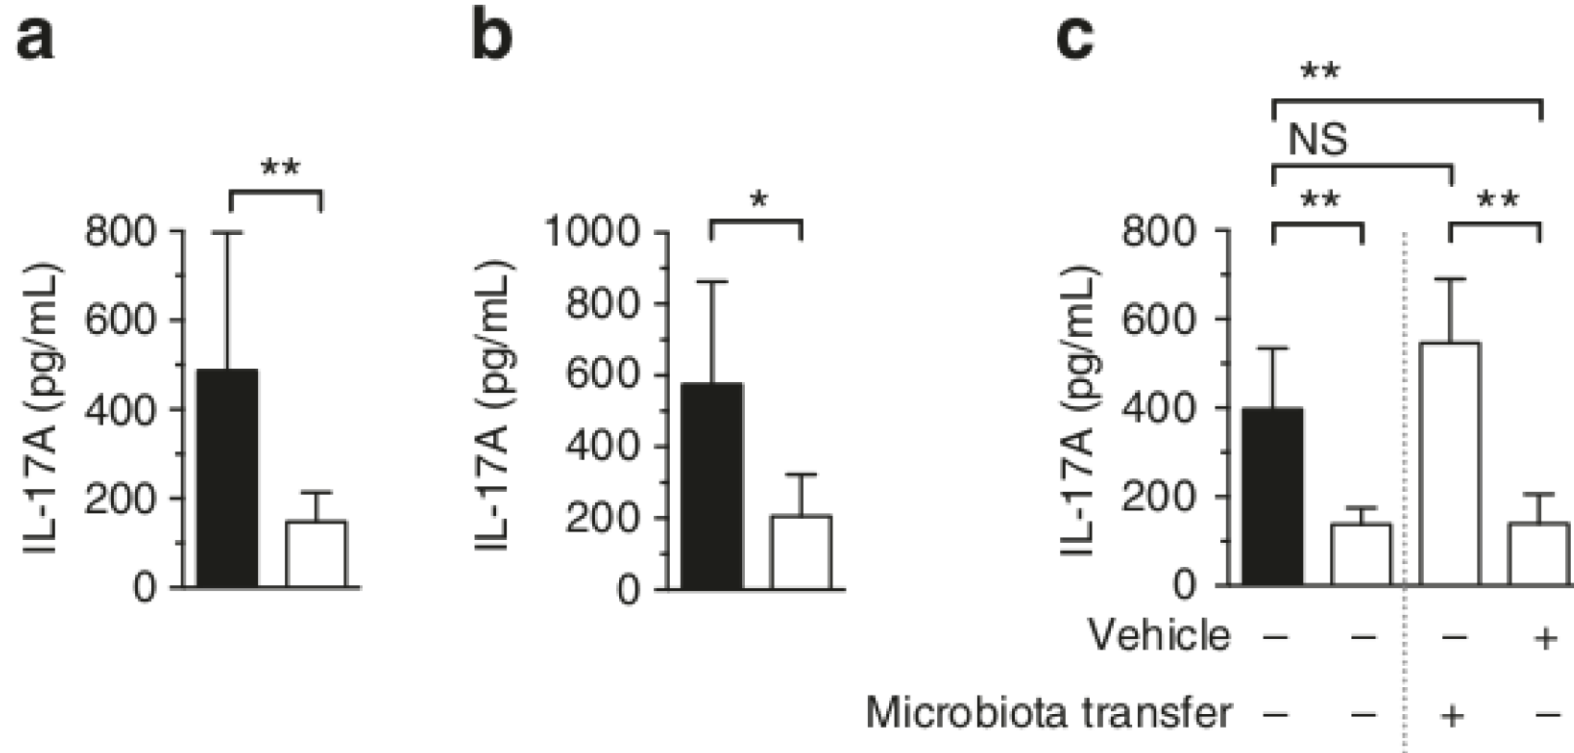 a
**
800
600
400
200
0
IL-17A (pg/mL)
b
*
1000
800
600
400
200
0
IL-17A (pg/mL)
c
**
NS
** **
800
600
400
200
0
IL-17A (pg/mL)
Vehicle − − − +
Microbiota transfer − − + −